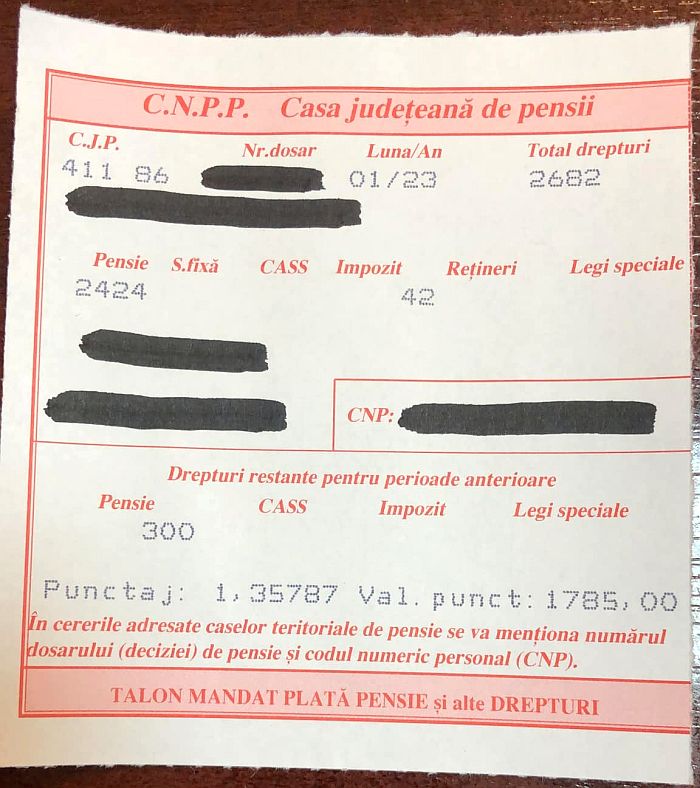 C.N.P.P. Casa județeană de pensii
C.J.P. Nr.dosar Luna/An Total drepturi
411 86 01/23 2682
Pensie S.fixă CASS Impozit Rețineri Legi speciale
2424 42
CNP:
Drepturi restante pentru perioade anterioare
Pensie CASS Impozit Legi speciale
300
Punctaj: 1,35787 Val.punct:1785,00
În cererile adresate caselor teritoriale de pensie se va menționa numărul
dosarului (deciziei) de pensie și codul numeric personal (CNP).
TALON MANDAT PLATĂ PENSIE și alte DREPTURI